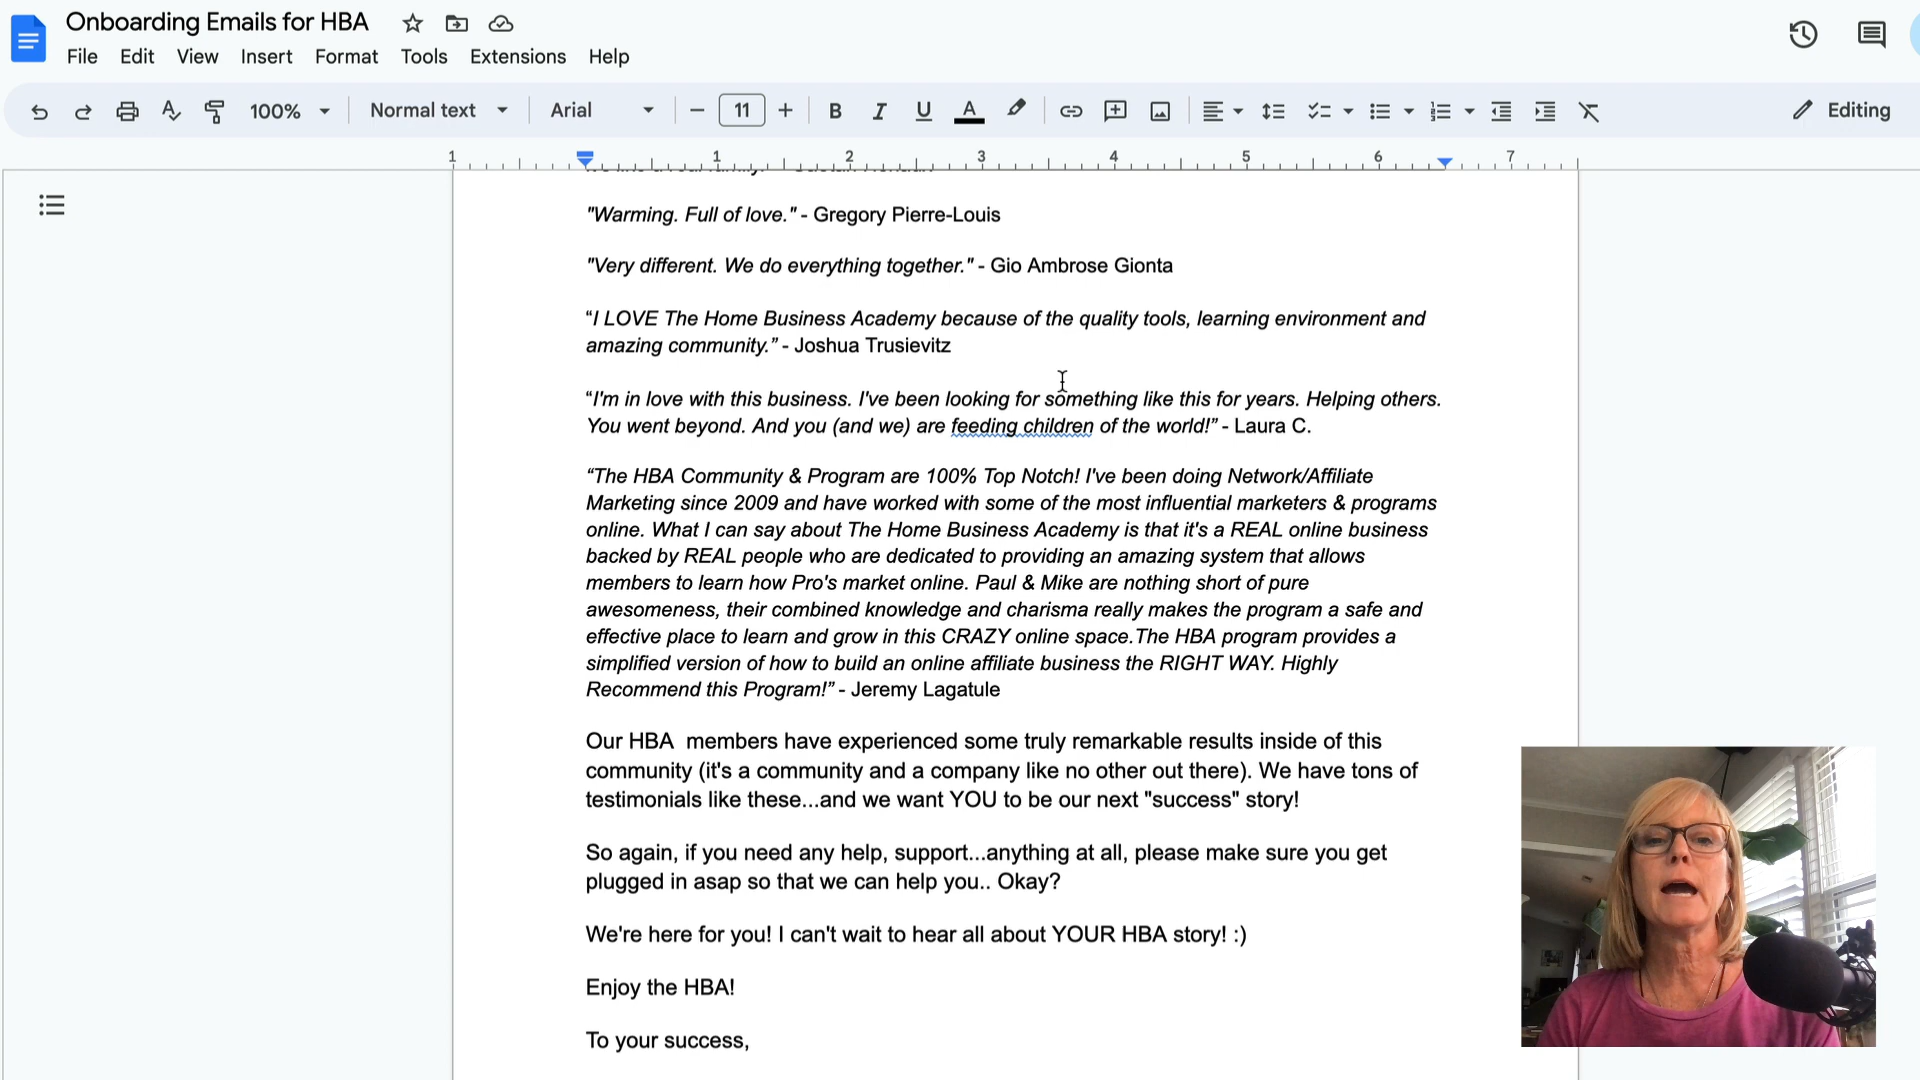 Onboarding Emails for HBA
File Edit View Insert Format Tools Extensions Help
100% Normal text Arial 11 B I U A Editing
1 1 2 3 4 5 6 7
"Warming. Full of love." - Gregory Pierre-Louis
"Very different. We do everything together." - Gio Ambrose Gionta
“I LOVE The Home Business Academy because of the quality tools, learning environment and
amazing community.” - Joshua Trusievitz
“I'm in love with this business. I've been looking for something like this for years. Helping others.
You went beyond. And you (and we) are feeding children of the world!” - Laura C.
“The HBA Community & Program are 100% Top Notch! I've been doing Network/Affiliate
Marketing since 2009 and have worked with some of the most influential marketers & programs
online. What I can say about The Home Business Academy is that it's a REAL online business
backed by REAL people who are dedicated to providing an amazing system that allows
members to learn how Pro's market online. Paul & Mike are nothing short of pure
awesomeness, their combined knowledge and charisma really makes the program a safe and
effective place to learn and grow in this CRAZY online space.The HBA program provides a
simplified version of how to build an online affiliate business the RIGHT WAY. Highly
Recommend this Program!” - Jeremy Lagatule
Our HBA  members have experienced some truly remarkable results inside of this
community (it's a community and a company like no other out there). We have tons of
testimonials like these...and we want YOU to be our next "success" story!
So again, if you need any help, support...anything at all, please make sure you get
plugged in asap so that we can help you.. Okay?
We're here for you! I can't wait to hear all about YOUR HBA story! :)
Enjoy the HBA!
To your success,